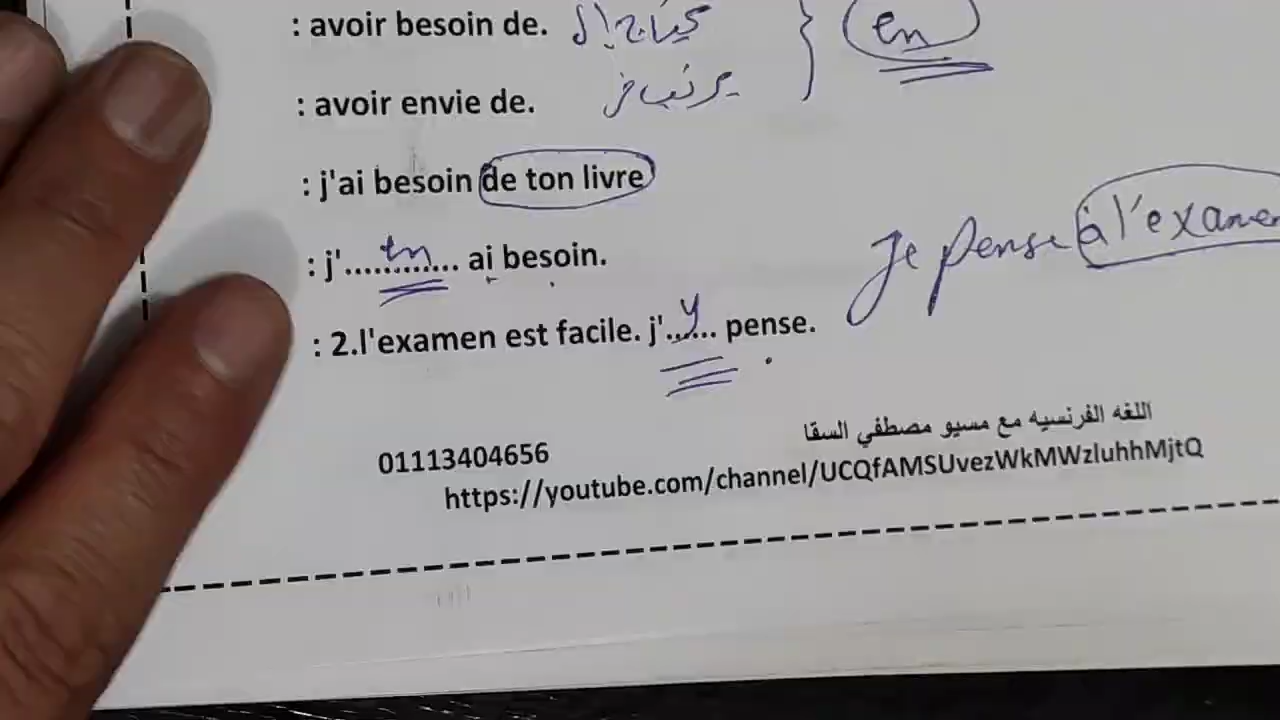 : avoir besoin de. يحتاج إلى } en
: avoir envie de. يرغب في
: j'ai besoin de ton livre
Je pense à l'examen
: j'......en...... ai besoin.
: 2.l'examen est facile. j'..y.... pense.
اللغه الفرنسيه مع مسيو مصطفي السقا
01113404656
https://youtube.com/channel/UCQfAMSUvezWkMWzluhhMjtQ